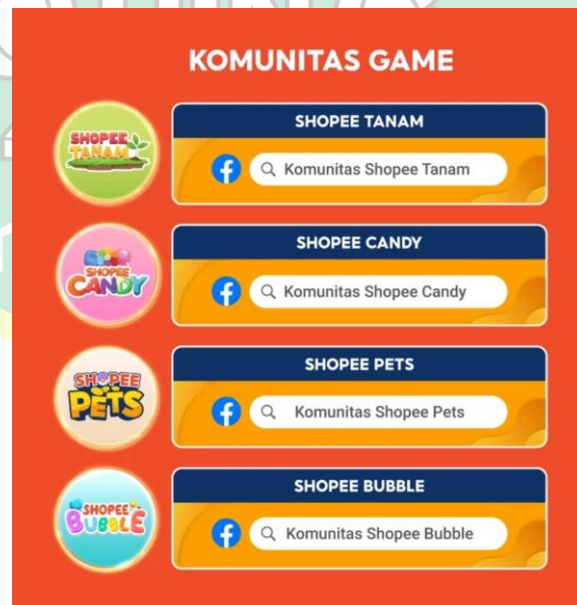 KOMUNITAS GAME
SHOPEE
TANAM
SHOPEE TANAM
Komunitas Shopee Tanam
SHOPEE
CANDY
SHOPEE CANDY
Komunitas Shopee Candy
SHOPEE
PETS
SHOPEE PETS
Komunitas Shopee Pets
SHOPEE
BUBBLE
SHOPEE BUBBLE
Komunitas Shopee Bubble